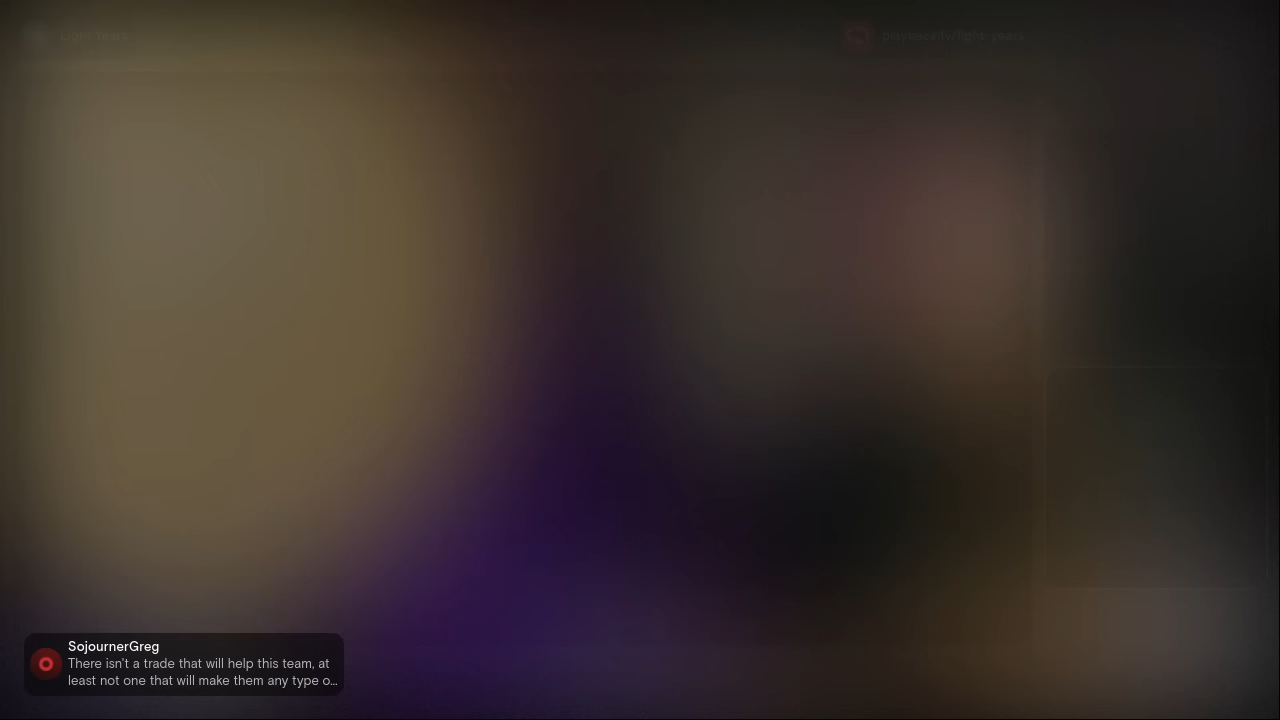 SojournerGreg
There isn't a trade that will help this team, at
least not one that will make them any type o…